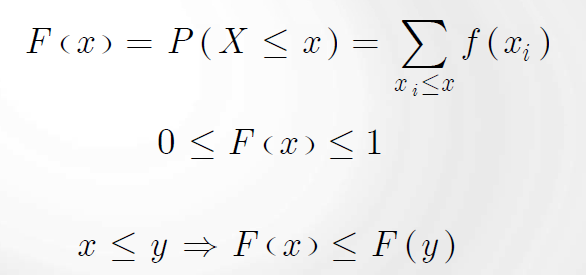 F(x) = P(X ≤ x) = ∑_{x_i ≤ x} f(x_i)
0 ≤ F(x) ≤ 1
x ≤ y ⇒ F(x) ≤ F(y)